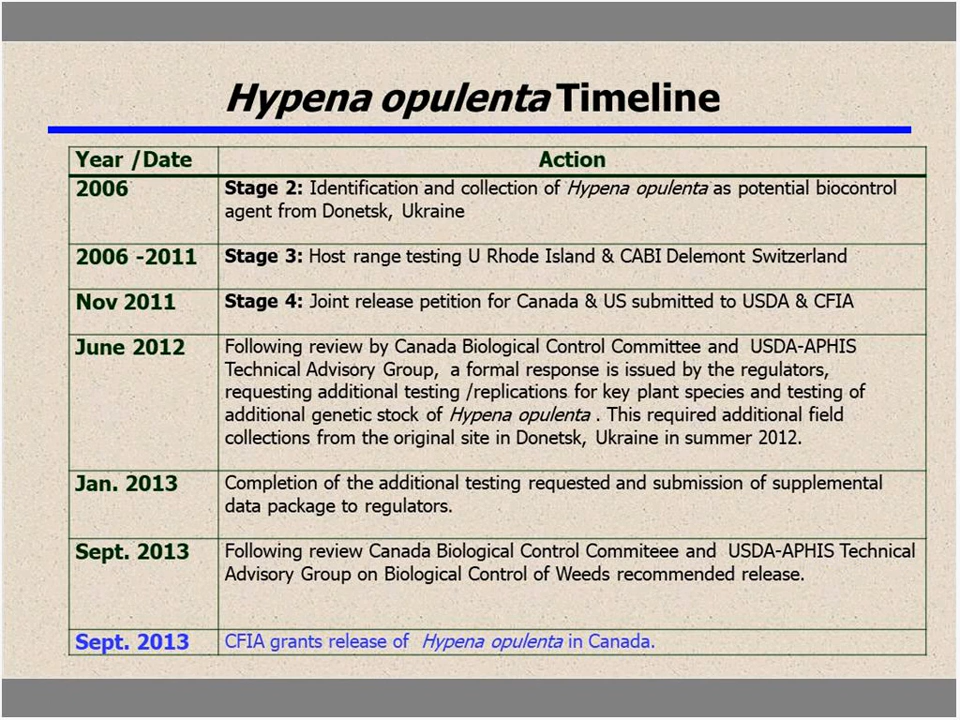 Hypena opulenta Timeline
Year /Date Action
2006 Stage 2: Identification and collection of Hypena opulenta as potential biocontrol
agent from Donetsk, Ukraine
2006 -2011 Stage 3: Host range testing U Rhode Island & CABI Delemont Switzerland
Nov 2011 Stage 4: Joint release petition for Canada & US submitted to USDA & CFIA
June 2012 Following review by Canada Biological Control Committee and USDA-APHIS
Technical Advisory Group, a formal response is issued by the regulators,
requesting additional testing /replications for key plant species and testing of
additional genetic stock of Hypena opulenta . This required additional field
collections from the original site in Donetsk, Ukraine in summer 2012.
Jan. 2013 Completion of the additional testing requested and submission of supplemental
data package to regulators.
Sept. 2013 Following review Canada Biological Control Commiteee and USDA-APHIS Technical
Advisory Group on Biological Control of Weeds recommended release.
Sept. 2013 CFIA grants release of Hypena opulenta in Canada.